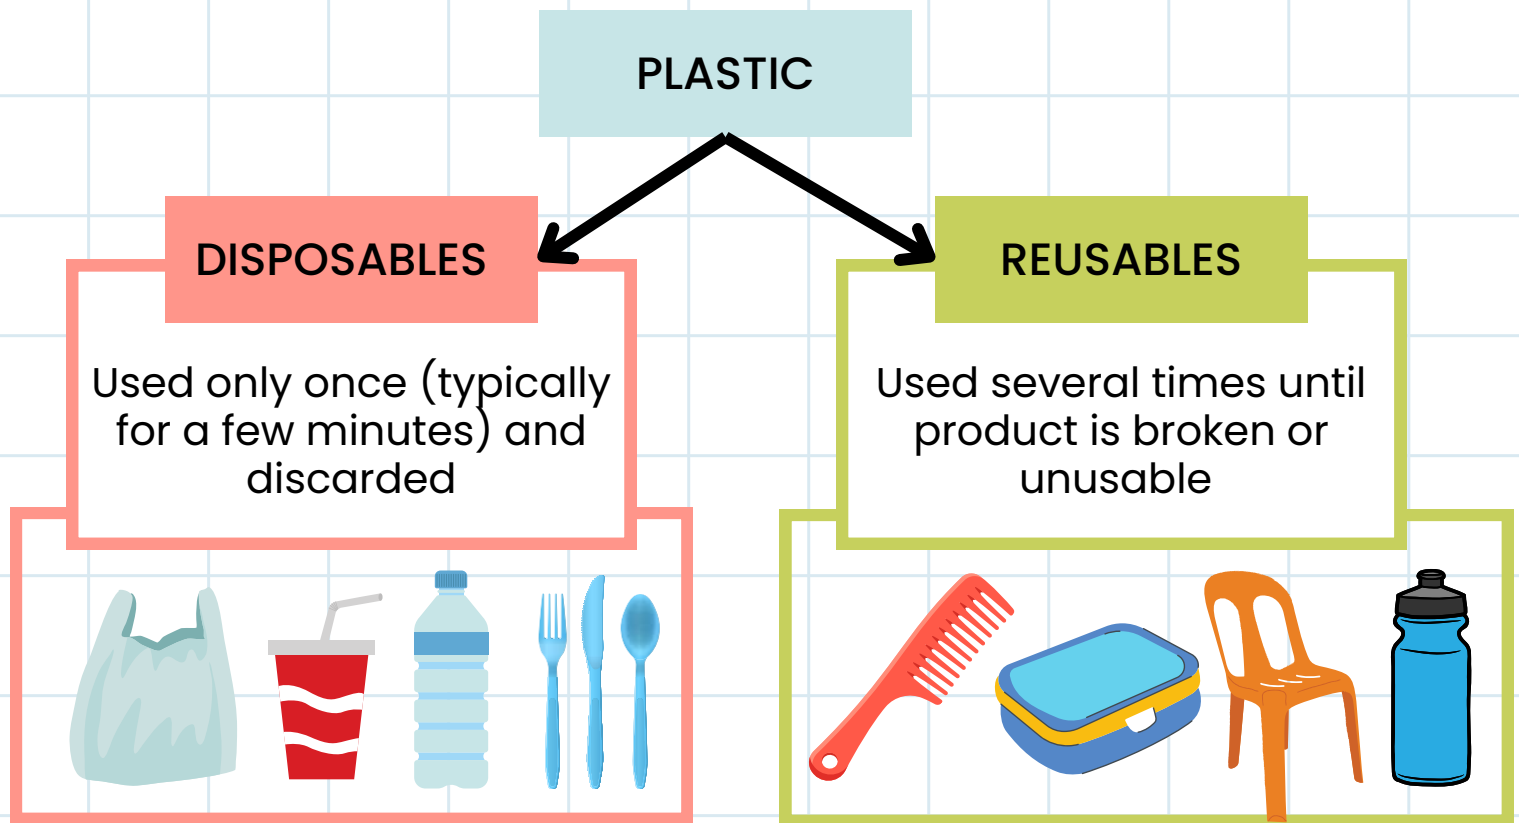 PLASTIC
DISPOSABLES
Used only once (typically
for a few minutes) and
discarded
REUSABLES
Used several times until
product is broken or
unusable